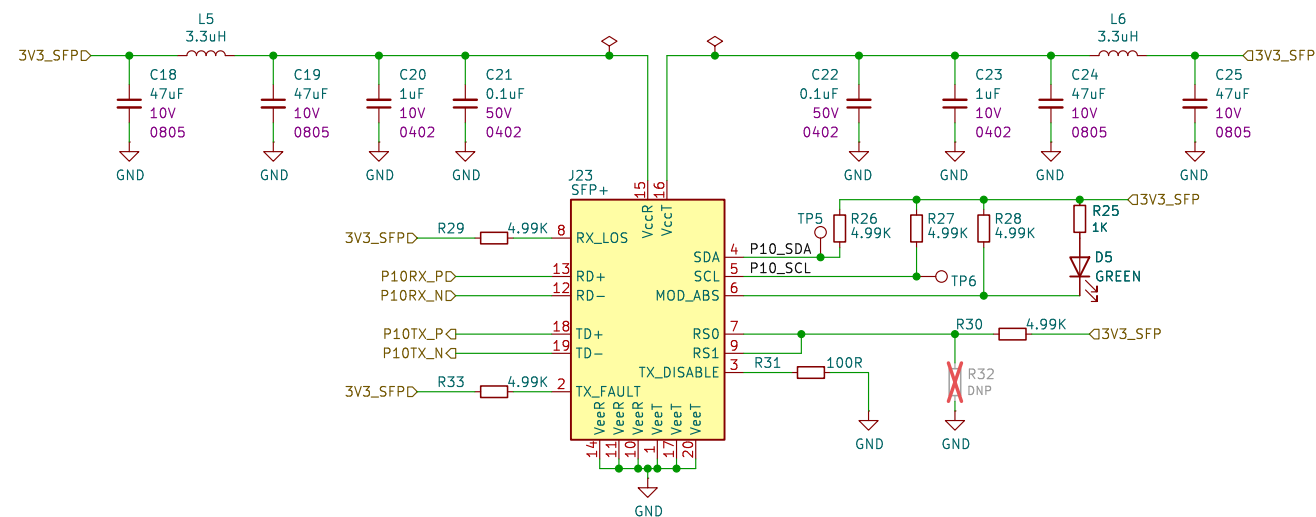 L5
3.3uH
L6
3.3uH
3V3_SFP
3V3_SFP
C18
47uF
10V
0805
C19
47uF
10V
0805
C20
1uF
10V
0402
C21
0.1uF
50V
0402
C22
0.1uF
50V
0402
C23
1uF
10V
0402
C24
47uF
10V
0805
C25
47uF
10V
0805
GND
GND
GND
GND
GND
GND
GND
GND
J23
SFP+
15
16
VccR
VccT
3V3_SFP
R29
4.99K
8
RX_LOS
P10RX_P
13
RD+
P10RX_N
12
RD-
P10TX_P
18
TD+
P10TX_N
19
TD-
3V3_SFP
R33
4.99K
2
TX_FAULT
SDA
4
P10_SDA
SCL
5
P10_SCL
MOD_ABS
6
RS0
7
RS1
9
TX_DISABLE
3
TP5
TP6
R26
4.99K
R27
4.99K
R28
4.99K
3V3_SFP
R25
1K
D5
GREEN
R30
4.99K
3V3_SFP
R31
100R
R32
DNP
GND
GND
VeeR
VeeR
VeeR
VeeT
VeeT
VeeT
14
11
10
1
17
20
GND